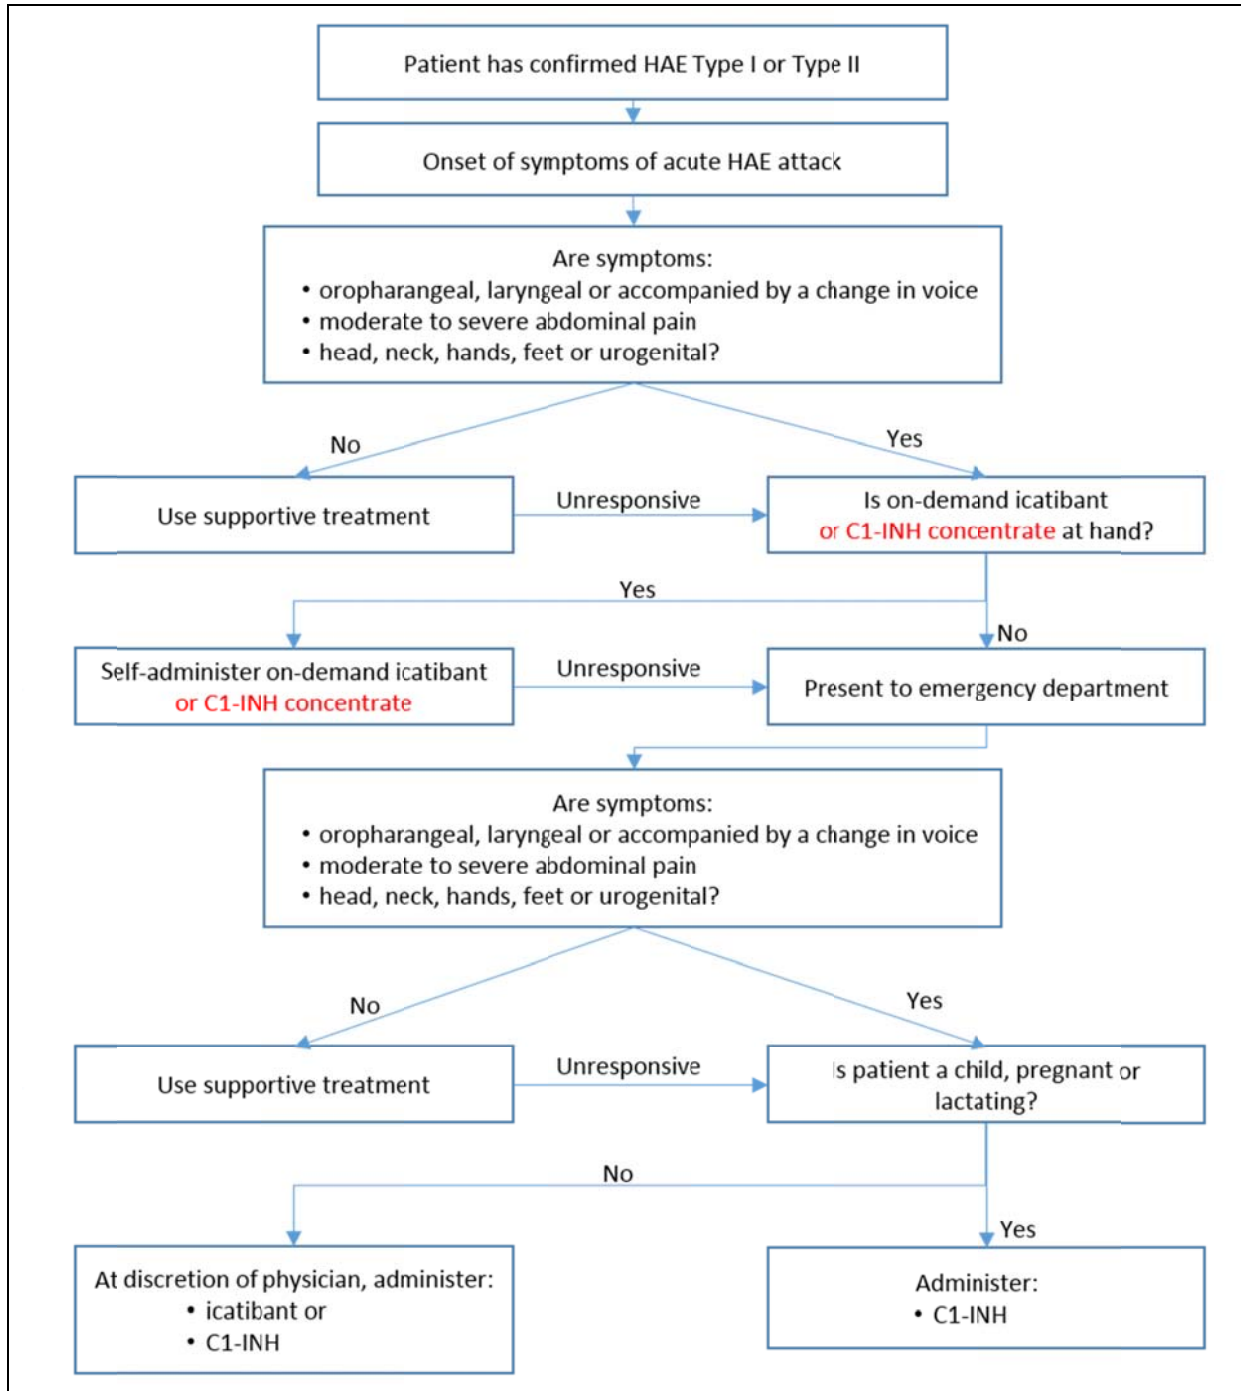 Patient has confirmed HAE Type I or Type II
Onset of symptoms of acute HAE attack
Are symptoms:
• oropharangeal, laryngeal or accompanied by a change in voice
• moderate to severe abdominal pain
• head, neck, hands, feet or urogenital?
No
Yes
Use supportive treatment
Unresponsive
Is on-demand icatibant
or C1-INH concentrate at hand?
Yes
No
Self-administer on-demand icatibant
or C1-INH concentrate
Unresponsive
Present to emergency department
Are symptoms:
• oropharangeal, laryngeal or accompanied by a change in voice
• moderate to severe abdominal pain
• head, neck, hands, feet or urogenital?
No
Yes
Use supportive treatment
Unresponsive
Is patient a child, pregnant or
lactating?
No
Yes
At discretion of physician, administer:
• icatibant or
• C1-INH
Administer:
• C1-INH